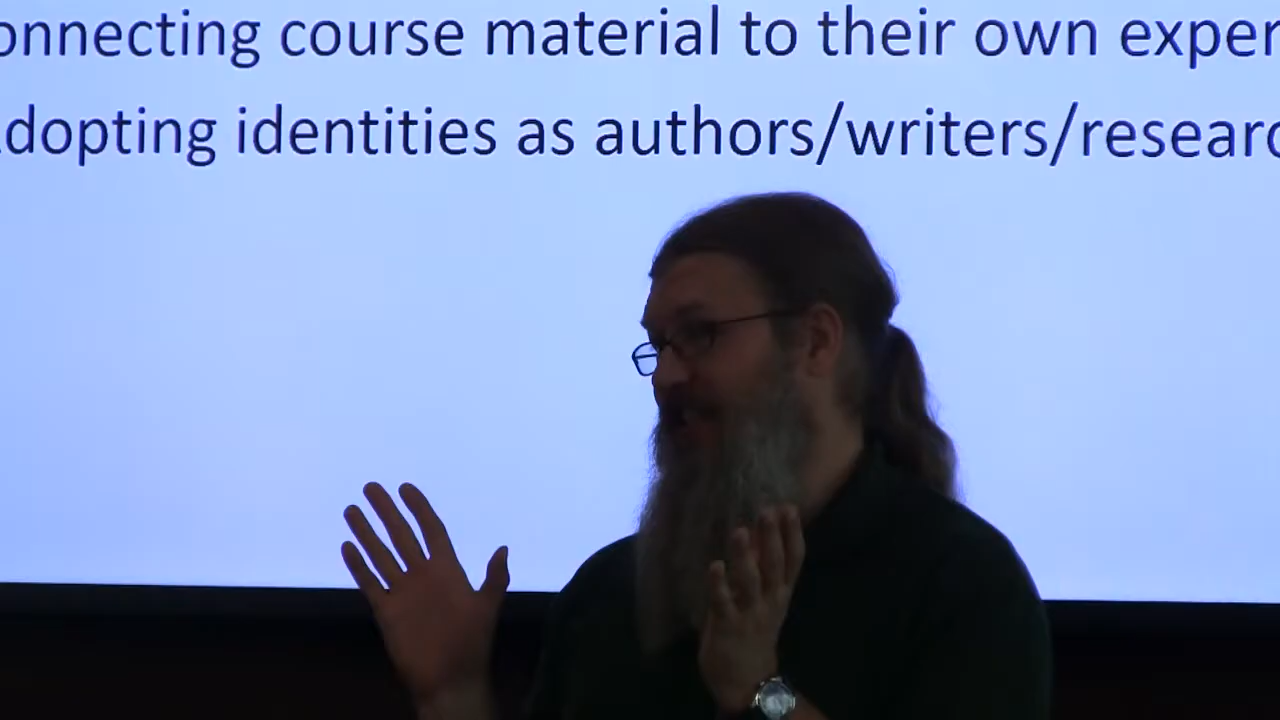 onnecting course material to their own exper
dopting identities as authors/writers/researc